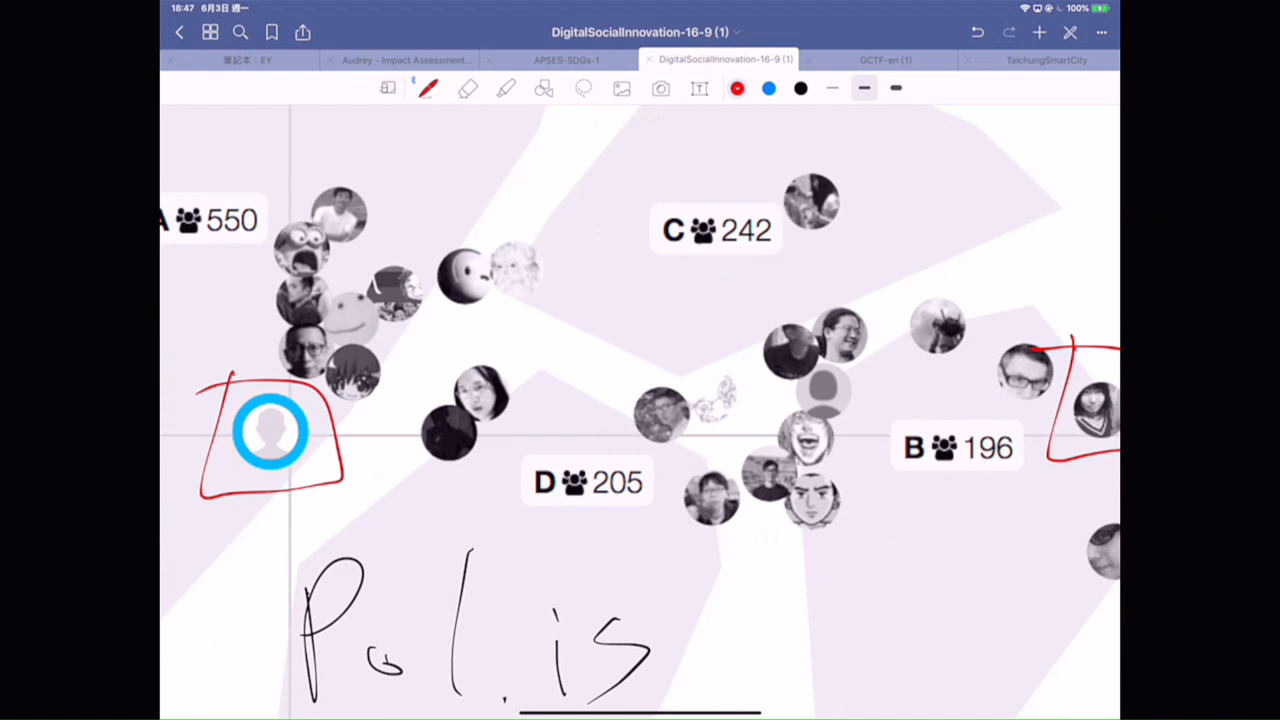 18:47 6月3日 週一
100%
DigitalSocialInnovation-16-9 (1)
筆記本：EY
Audrey - Impact Assessment...
APSES-SDGs-1
DigitalSocialInnovation-16-9 (1)
GCTF-en (1)
TaichungSmartCity
A 550
C 242
B 196
D 205
Pol.is